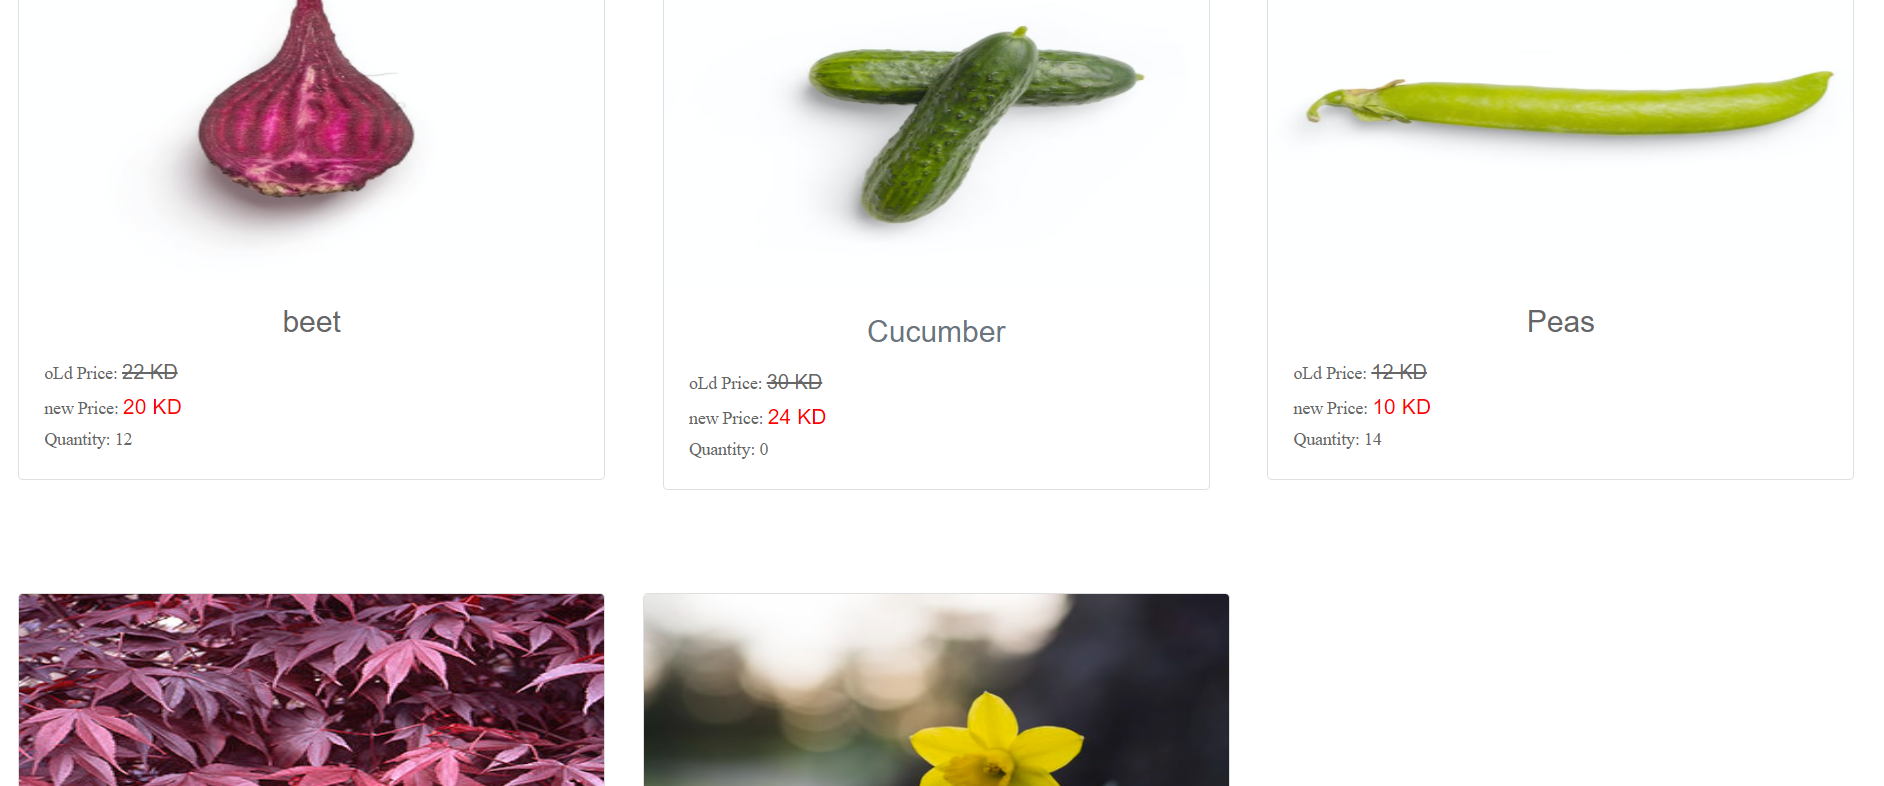 beet
oLd Price: 22 KD
new Price: 20 KD
Quantity: 12
Cucumber
oLd Price: 30 KD
new Price: 24 KD
Quantity: 0
Peas
oLd Price: 12 KD
new Price: 10 KD
Quantity: 14